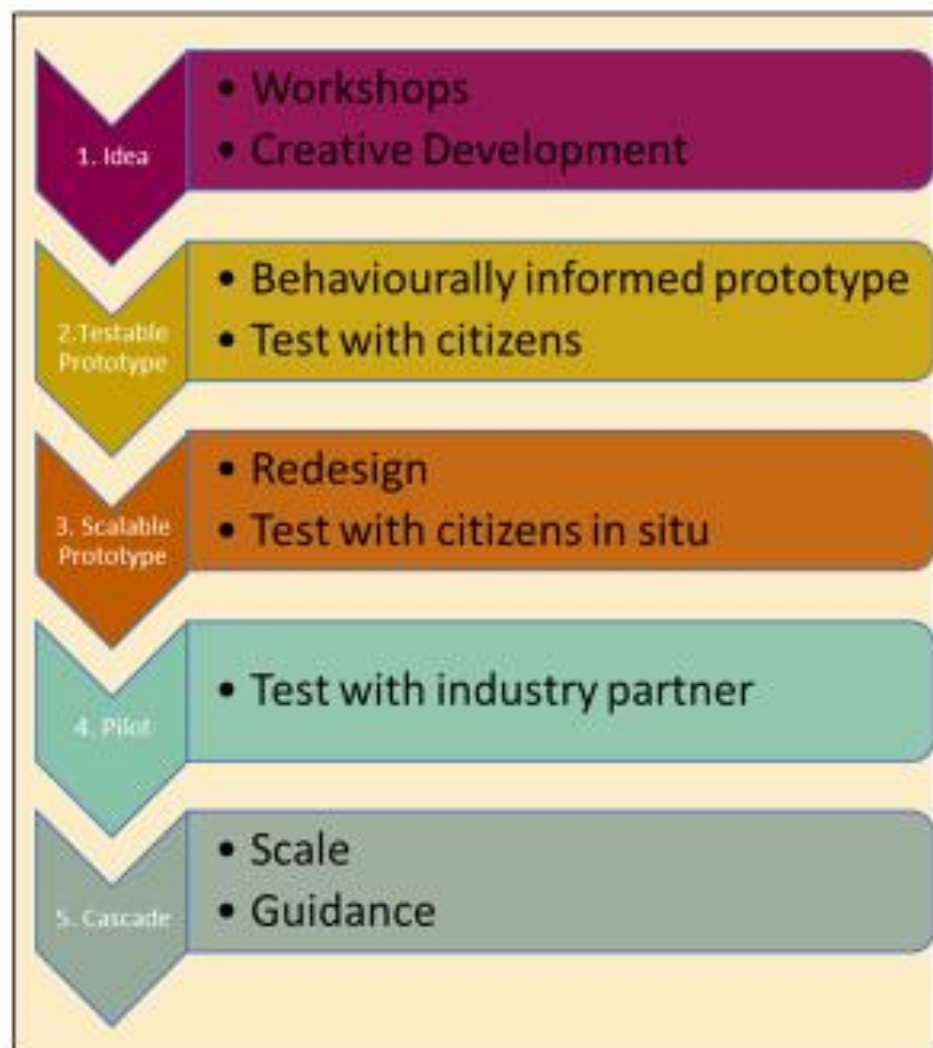 1. Idea
• Workshops
• Creative Development
2.Testable
Prototype
• Behaviourally informed prototype
• Test with citizens
3. Scalable
Prototype
• Redesign
• Test with citizens in situ
4. Pilot
• Test with industry partner
5. Cascade
• Scale
• Guidance